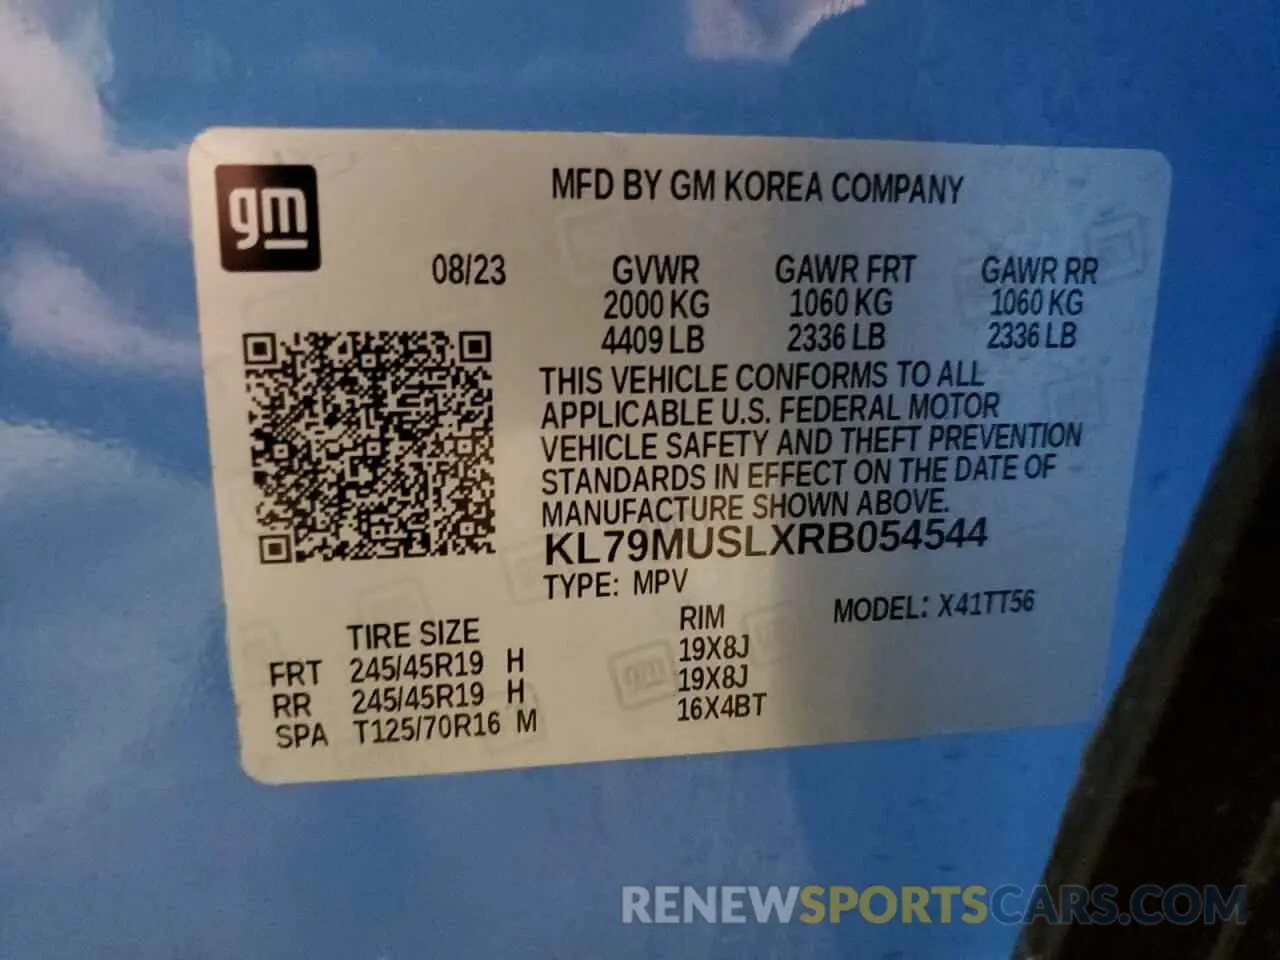 gm
MFD BY GM KOREA COMPANY
08/23 GVWR GAWR FRT GAWR RR
2000 KG 1060 KG 1060 KG
4409 LB 2336 LB 2336 LB
THIS VEHICLE CONFORMS TO ALL
APPLICABLE U.S. FEDERAL MOTOR
VEHICLE SAFETY AND THEFT PREVENTION
STANDARDS IN EFFECT ON THE DATE OF
MANUFACTURE SHOWN ABOVE.
KL79MUSLXRB054544
TYPE: MPV
MODEL: X41TT56
TIRE SIZE RIM
FRT 245/45R19 H 19X8J
RR 245/45R19 H 19X8J
SPA T125/70R16 M 16X4BT
gm
RENEWSPORTSCARS.COM